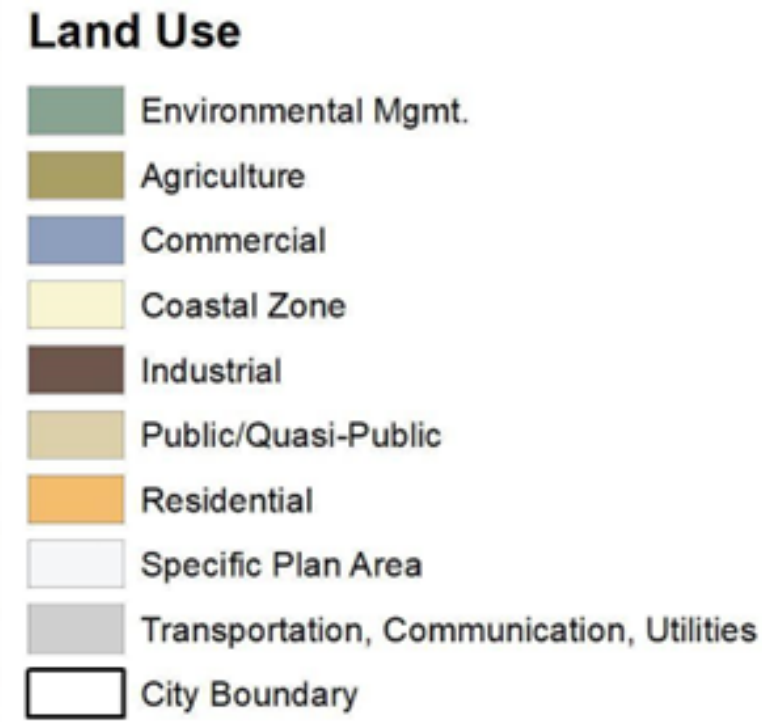 Land Use
Environmental Mgmt.
Agriculture
Commercial
Coastal Zone
Industrial
Public/Quasi-Public
Residential
Specific Plan Area
Transportation, Communication, Utilities
City Boundary